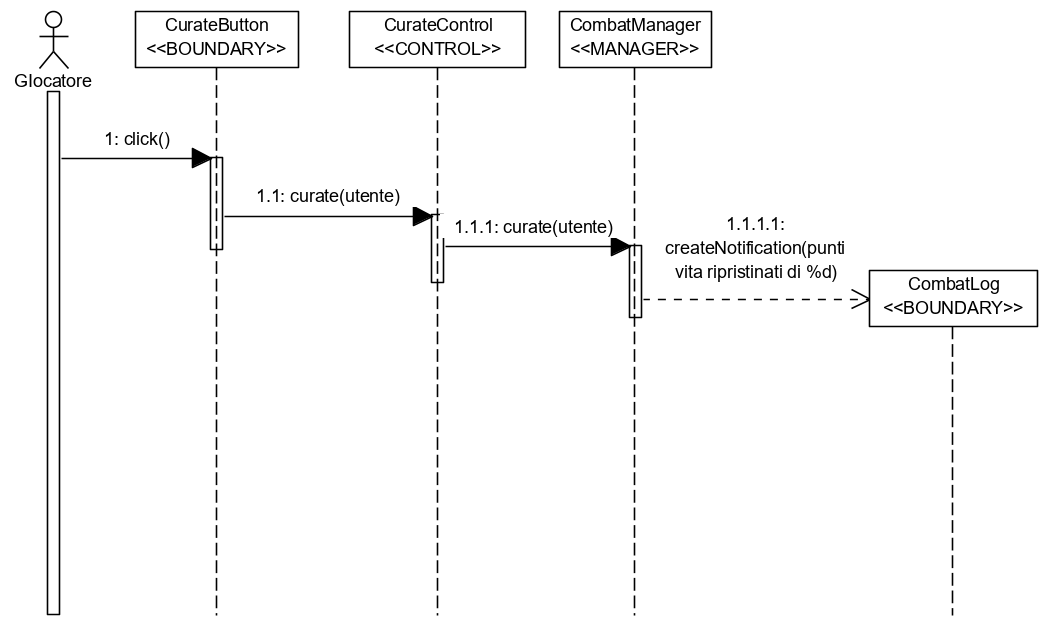 CurateButton
<<BOUNDARY>>
CurateControl
<<CONTROL>>
CombatManager
<<MANAGER>>
GIocatore
1: click()
1.1: curate(utente)
1.1.1: curate(utente)
1.1.1.1:
createNotification(punti
vita ripristinati di %d)
CombatLog
<<BOUNDARY>>